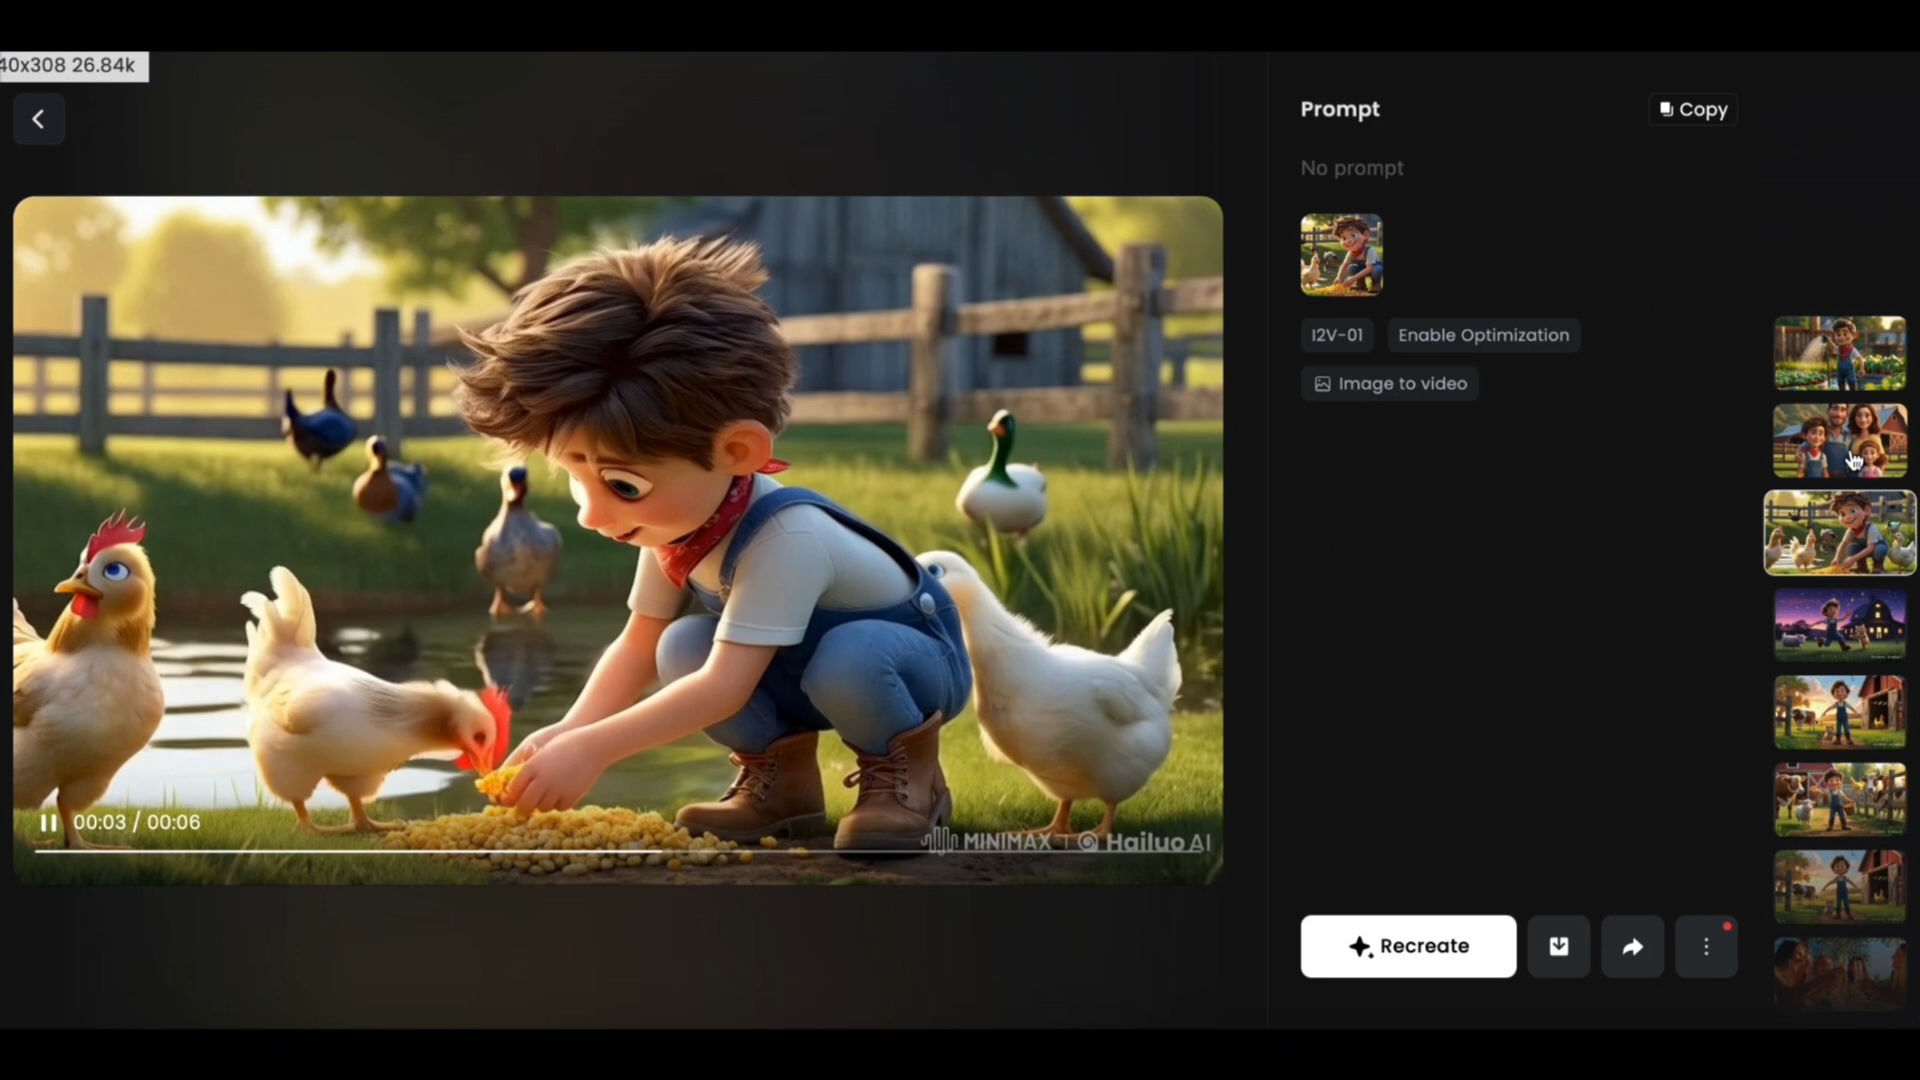 40x308 26.84k
Prompt
Copy
No prompt
I2V-01
Enable Optimization
Image to video
00:03 / 00:06
MINIMAX | Hailuo AI
Recreate